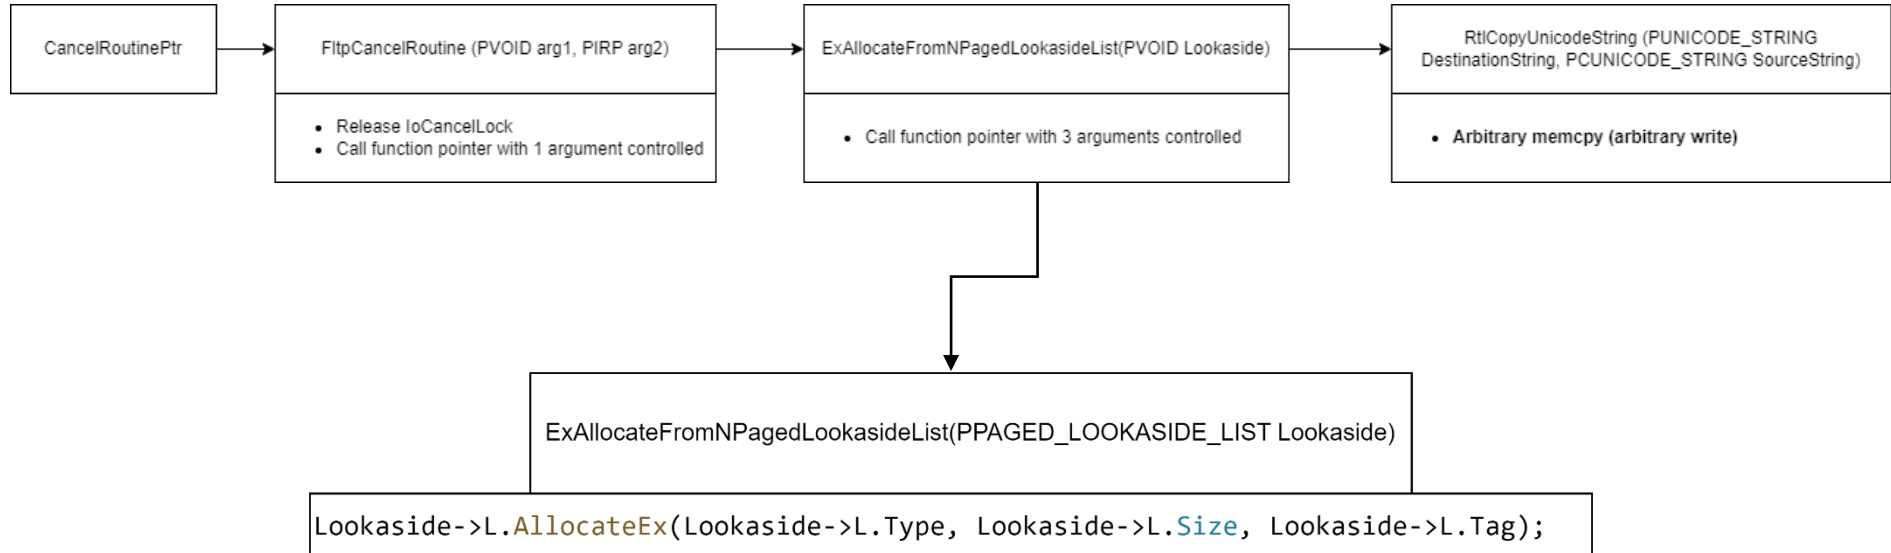 CancelRoutinePtr
FltpCancelRoutine (PVOID arg1, PIRP arg2)
• Release IoCancelLock
• Call function pointer with 1 argument controlled
ExAllocateFromNPagedLookasideList(PVOID Lookaside)
• Call function pointer with 3 arguments controlled
RtlCopyUnicodeString (PUNICODE_STRING
DestinationString, PCUNICODE_STRING SourceString)
• Arbitrary memcpy (arbitrary write)
ExAllocateFromNPagedLookasideList(PPAGED_LOOKASIDE_LIST Lookaside)
Lookaside->L.AllocateEx(Lookaside->L.Type, Lookaside->L.Size, Lookaside->L.Tag);